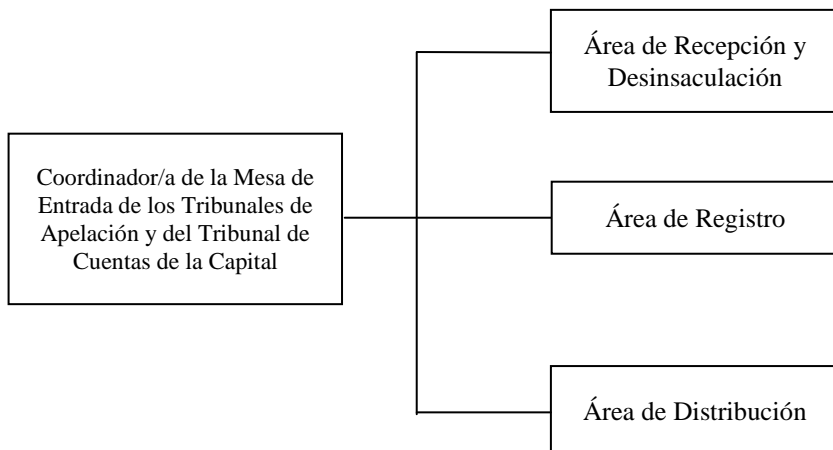 Área de Recepción y
Desinsaculación
Coordinador/a de la Mesa de
Entrada de los Tribunales de
Apelación y del Tribunal de
Cuentas de la Capital
Área de Registro
Área de Distribución